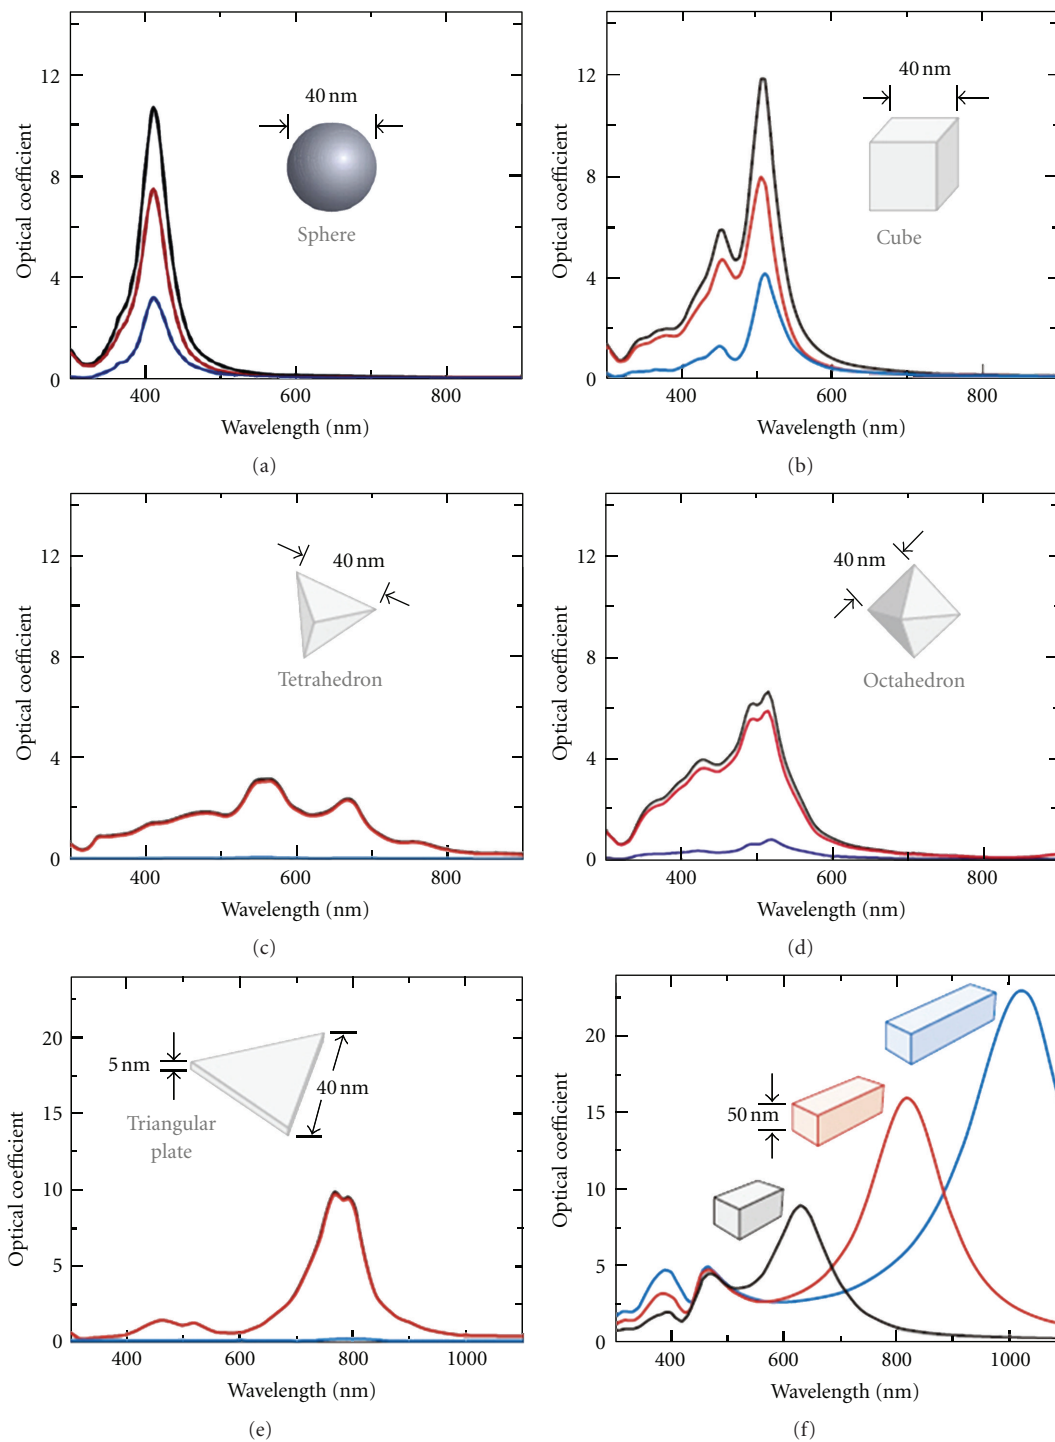 12
8
4
0
Optical coefficient
40 nm
Sphere
400
600
800
Wavelength (nm)
(a)
12
8
4
0
Optical coefficient
40 nm
Cube
400
600
800
Wavelength (nm)
(b)
12
8
4
0
Optical coefficient
40 nm
Tetrahedron
400
600
800
Wavelength (nm)
(c)
12
8
4
0
Optical coefficient
40 nm
Octahedron
400
600
800
Wavelength (nm)
(d)
20
15
10
5
0
Optical coefficient
5 nm
40 nm
Triangular
plate
400
600
800
1000
Wavelength (nm)
(e)
20
15
10
5
0
Optical coefficient
50 nm
400
600
800
1000
Wavelength (nm)
(f)